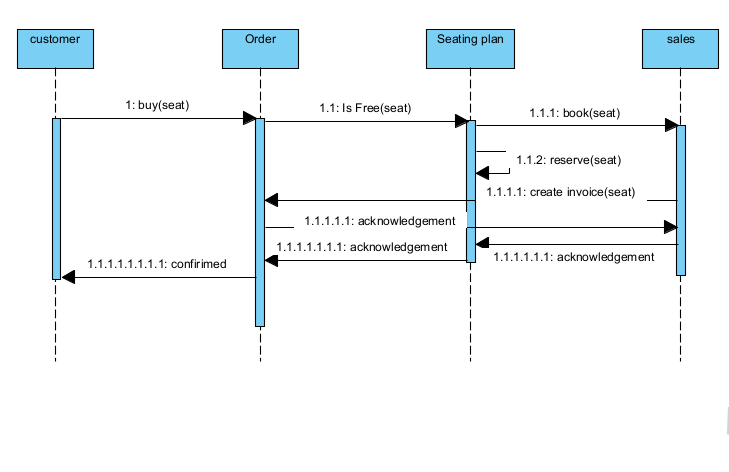 customer
Order
Seating plan
sales
1: buy(seat)
1.1: Is Free(seat)
1.1.1: book(seat)
1.1.2: reserve(seat)
1.1.1.1: create invoice(seat)
1.1.1.1.1: acknowledgement
1.1.1.1.1.1.1: acknowledgement
1.1.1.1.1.1: acknowledgement
1.1.1.1.1.1.1.1: confirimed